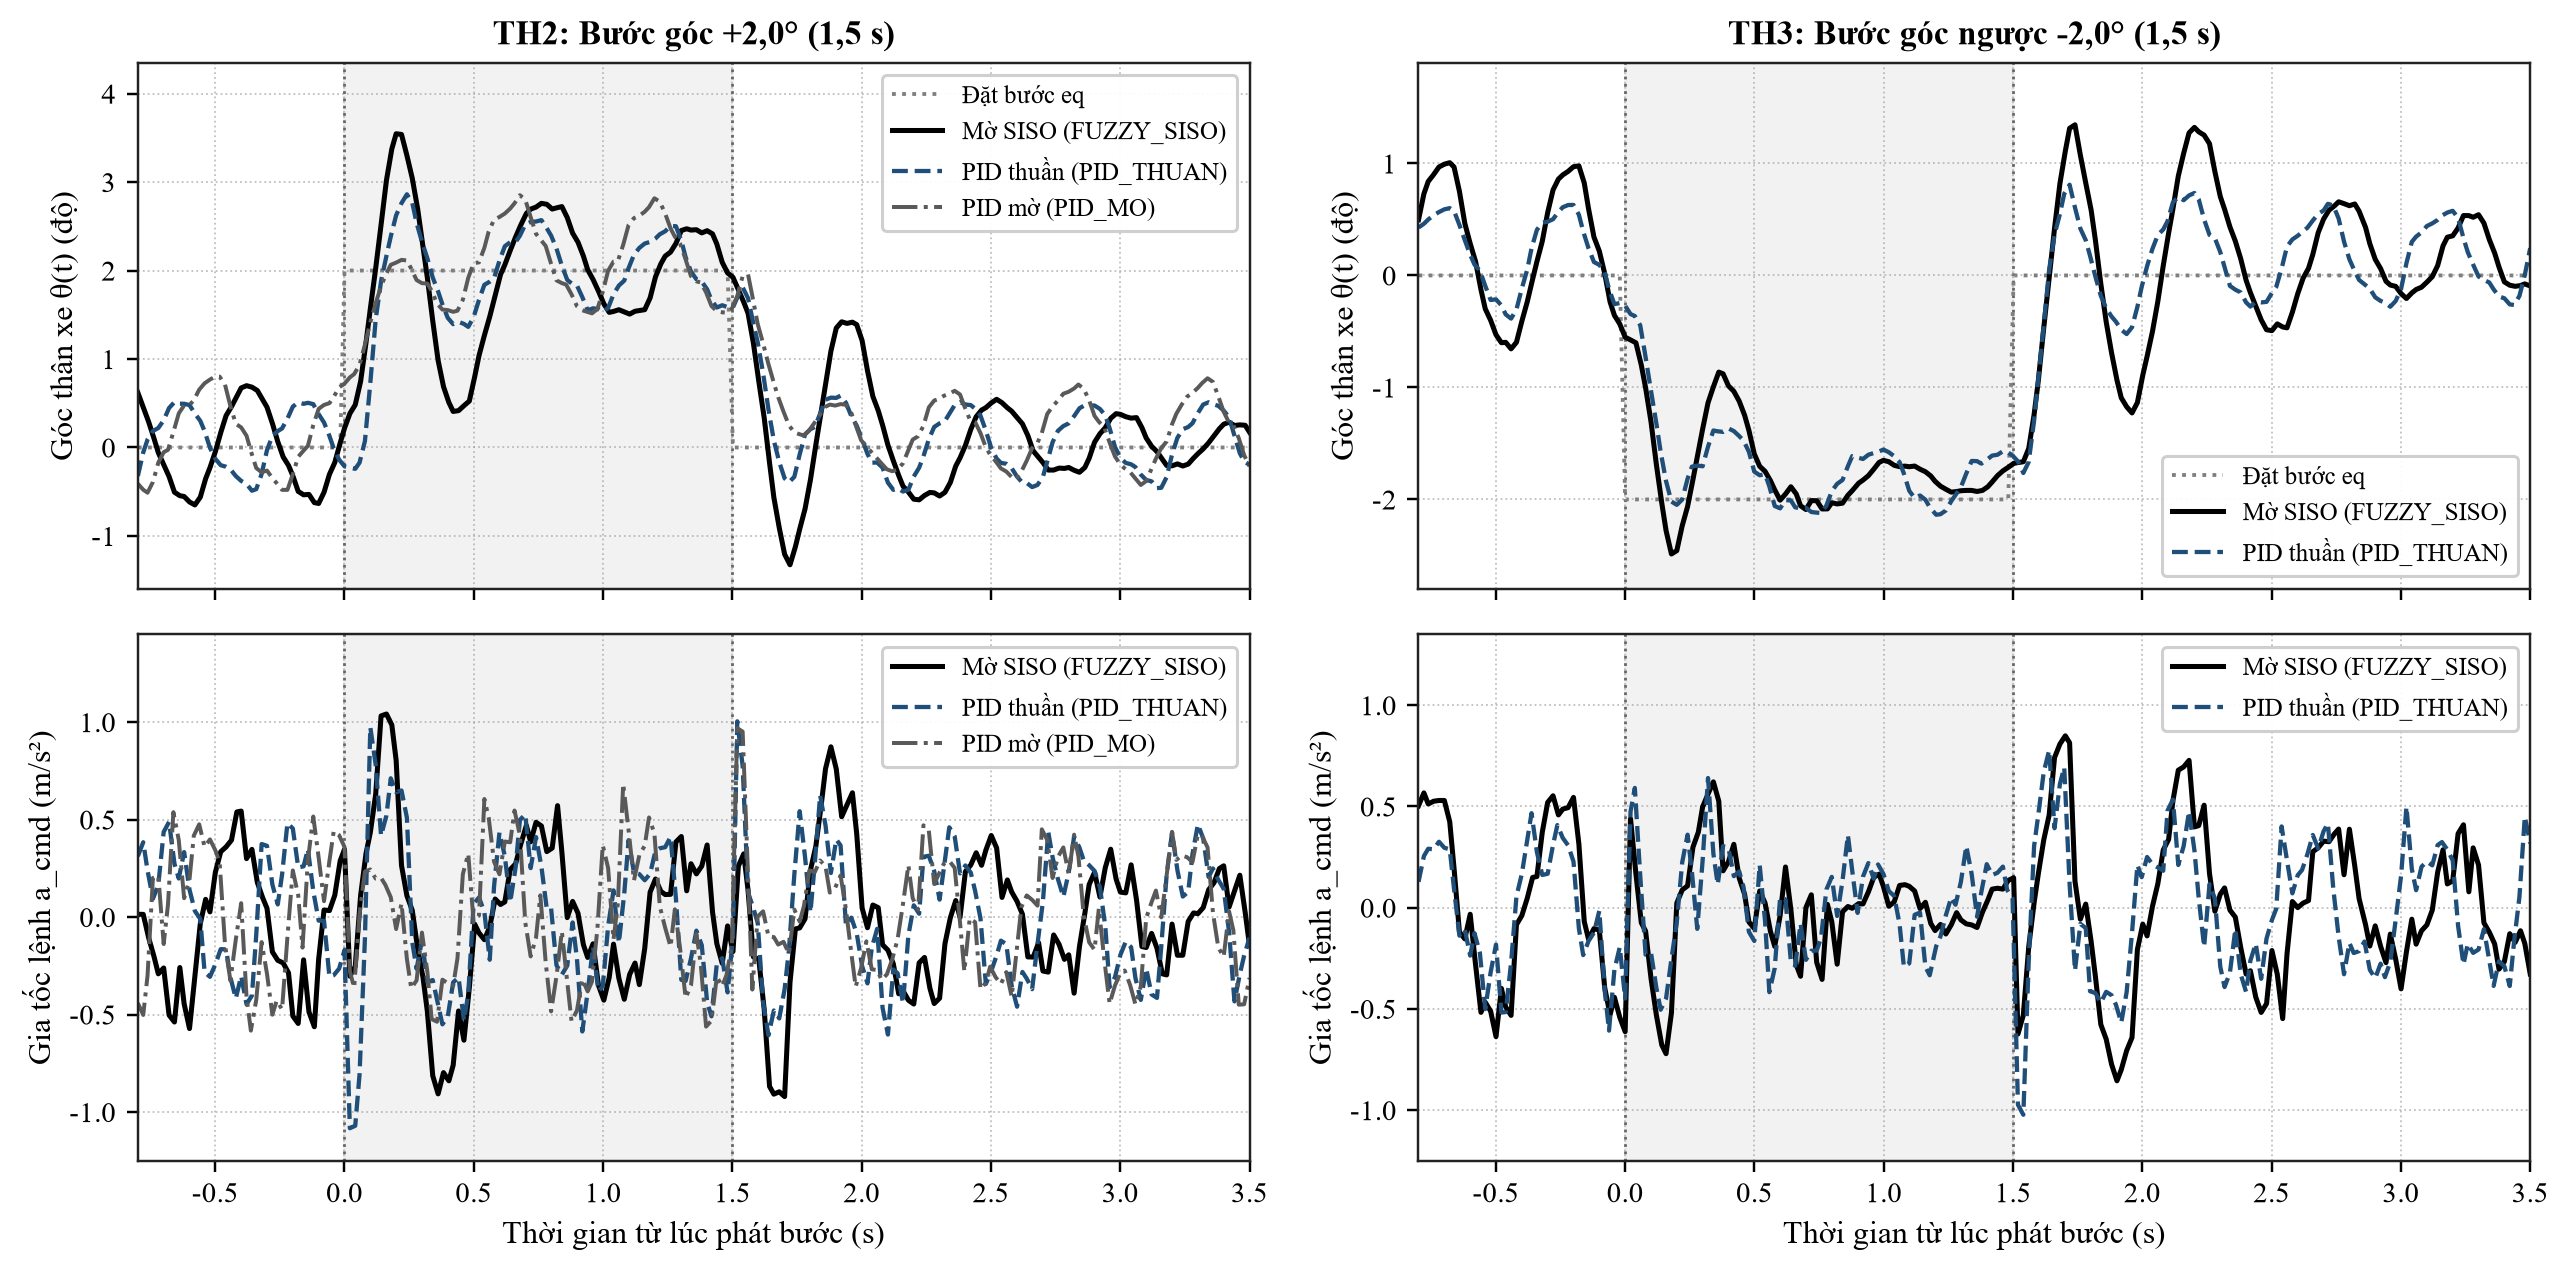 TH2: Bước góc +2,0° (1,5 s)
Góc thân xe θ(t) (độ)
4
3
2
1
0
-1
Đặt bước eq
Mờ SISO (FUZZY_SISO)
PID thuần (PID_THUAN)
PID mờ (PID_MO)
TH3: Bước góc ngược -2,0° (1,5 s)
Góc thân xe θ(t) (độ)
1
0
-1
-2
Đặt bước eq
Mờ SISO (FUZZY_SISO)
PID thuần (PID_THUAN)
Gia tốc lệnh a_cmd (m/s²)
1.0
0.5
0.0
-0.5
-1.0
Mờ SISO (FUZZY_SISO)
PID thuần (PID_THUAN)
PID mờ (PID_MO)
-0.5 0.0 0.5 1.0 1.5 2.0 2.5 3.0 3.5
Thời gian từ lúc phát bước (s)
Gia tốc lệnh a_cmd (m/s²)
1.0
0.5
0.0
-0.5
-1.0
Mờ SISO (FUZZY_SISO)
PID thuần (PID_THUAN)
-0.5 0.0 0.5 1.0 1.5 2.0 2.5 3.0 3.5
Thời gian từ lúc phát bước (s)